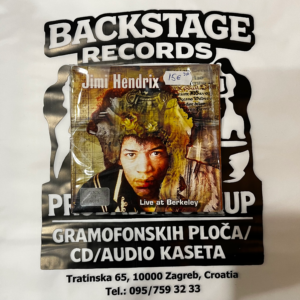 BACKSTAGE
RECORDS
Jimi Hendrix
15€
Live at Berkeley
PRO
UP
GRAMOFONSKIH PLOČA/
CD/AUDIO KASETA
Tratinska 65, 10000 Zagreb, Croatia
Tel.: 095/759 32 33